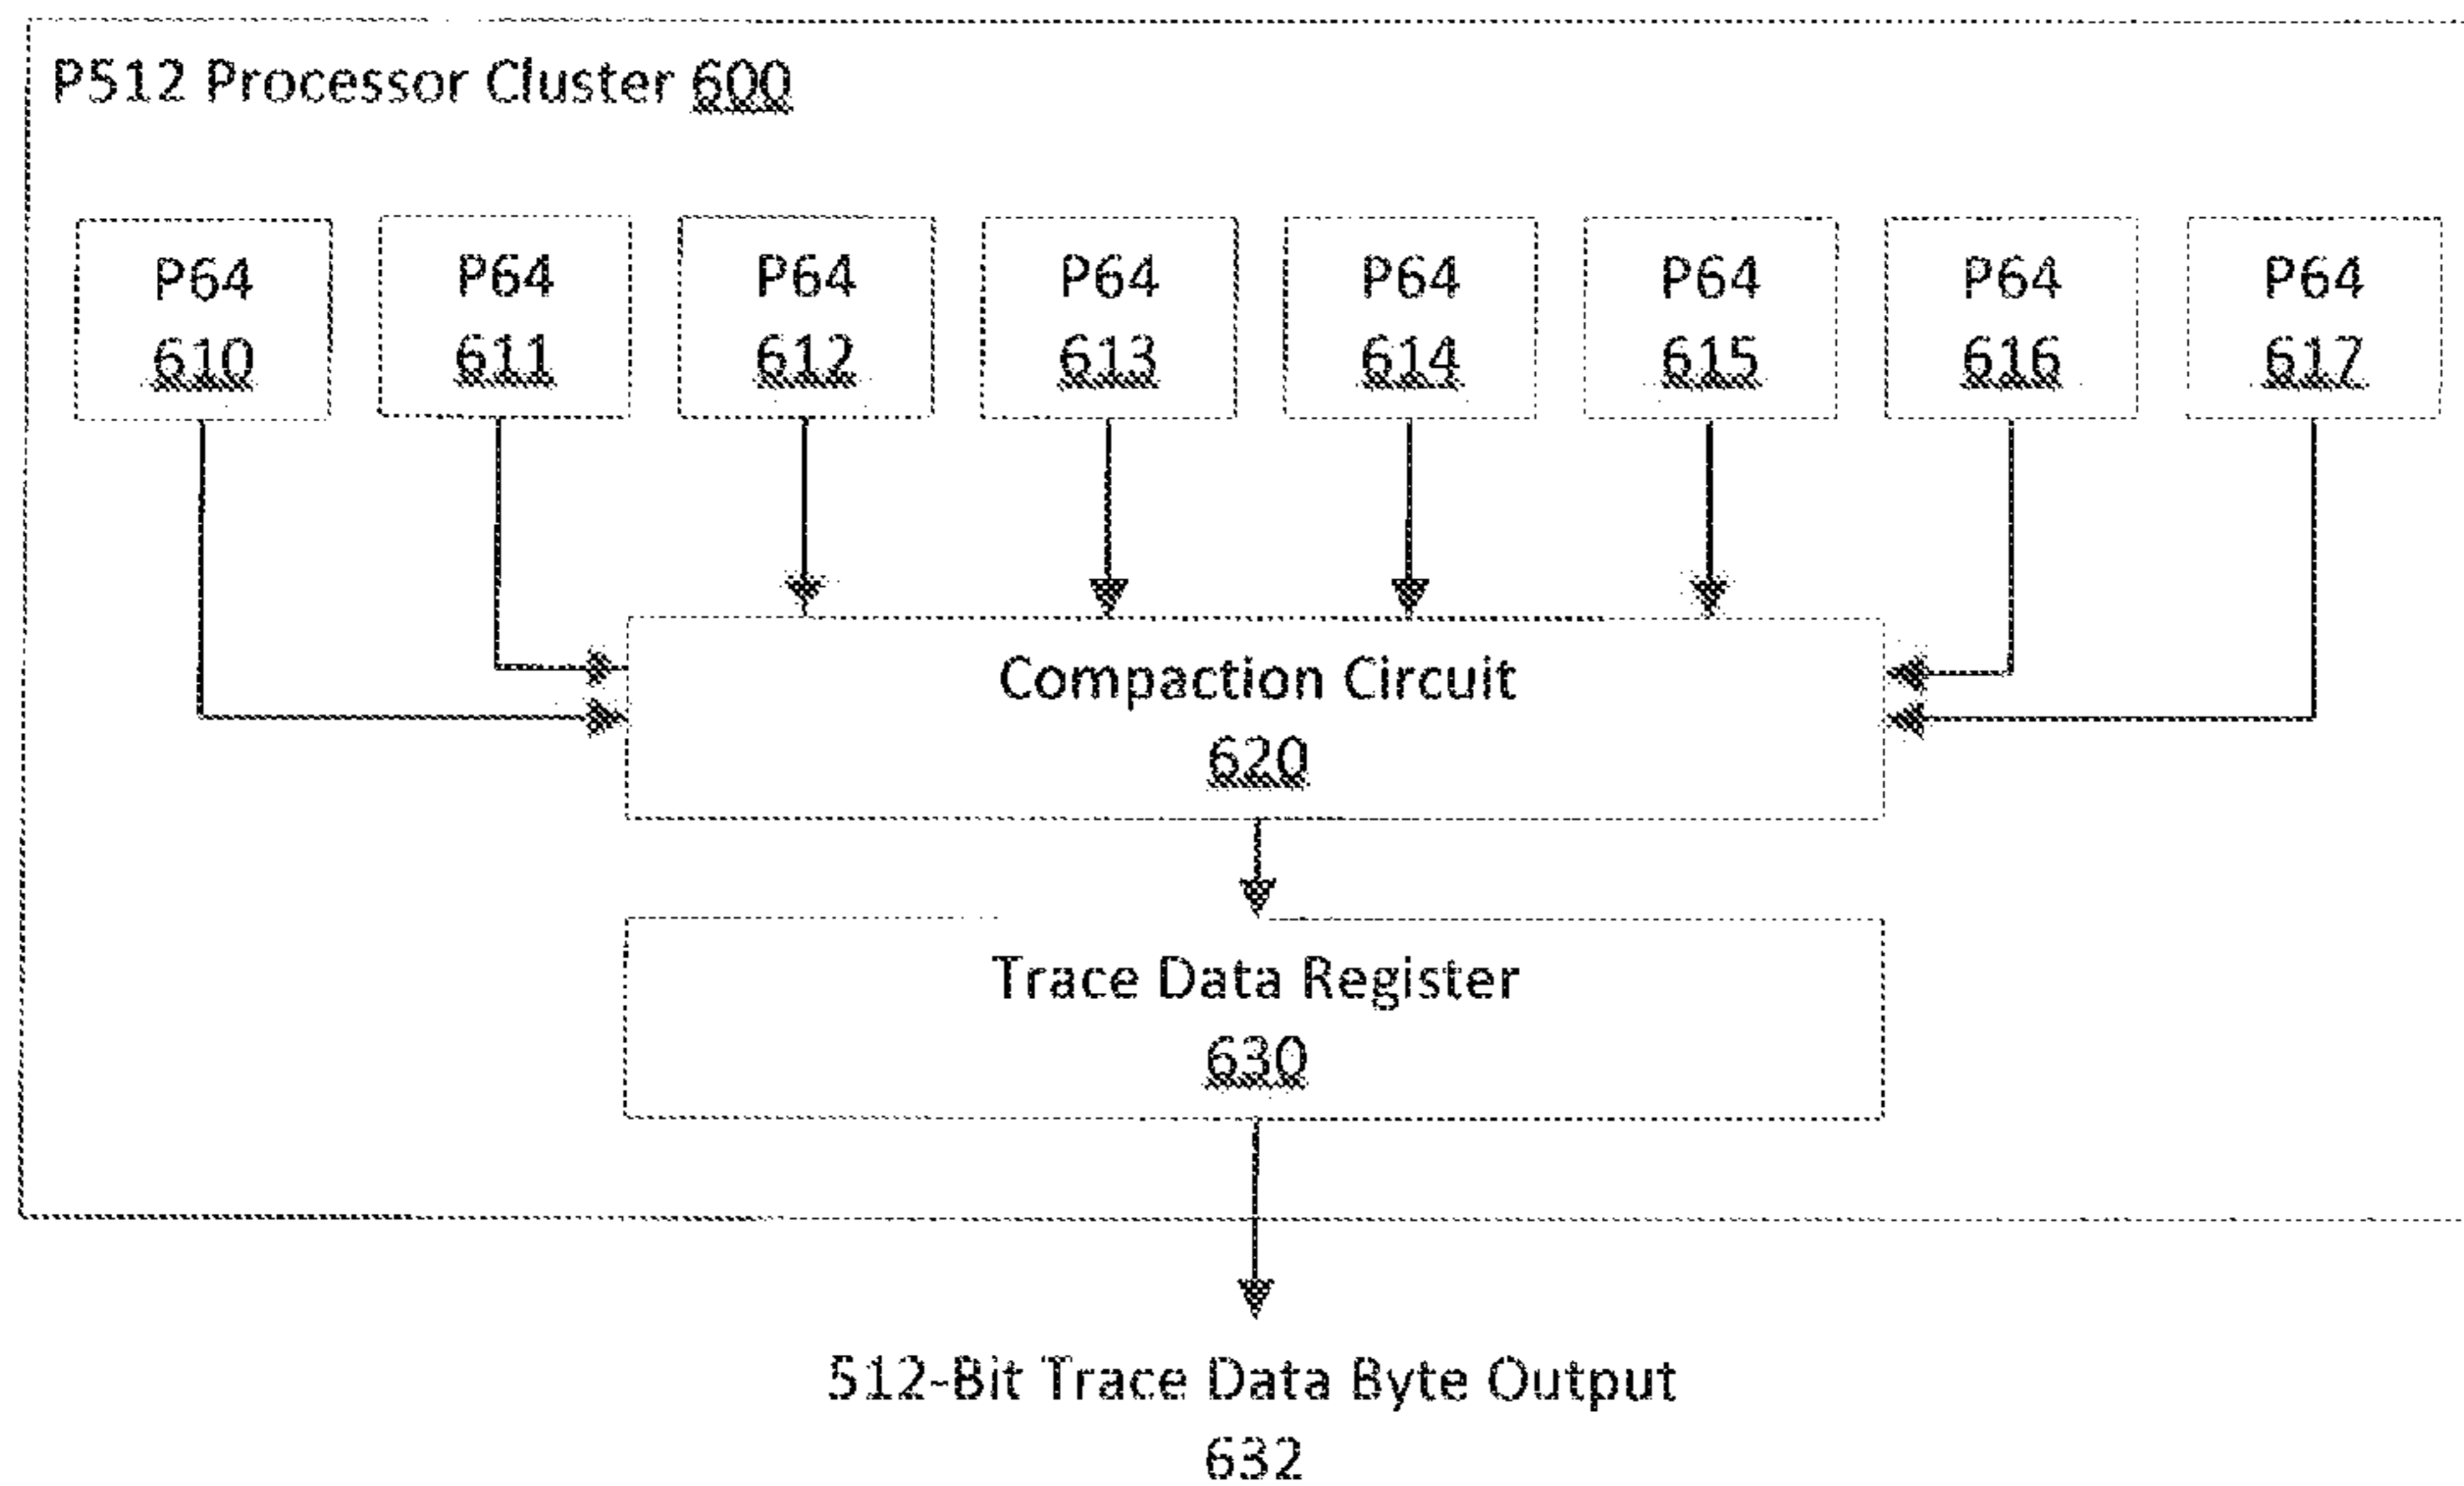 P512 Processor Cluster 600
P64 P64 P64 P64 P64 P64 P64 P64
610 611 612 613 614 615 616 617
Compaction Circuit
620
Trace Data Register
630
512-Bit Trace Data Byte Output
632